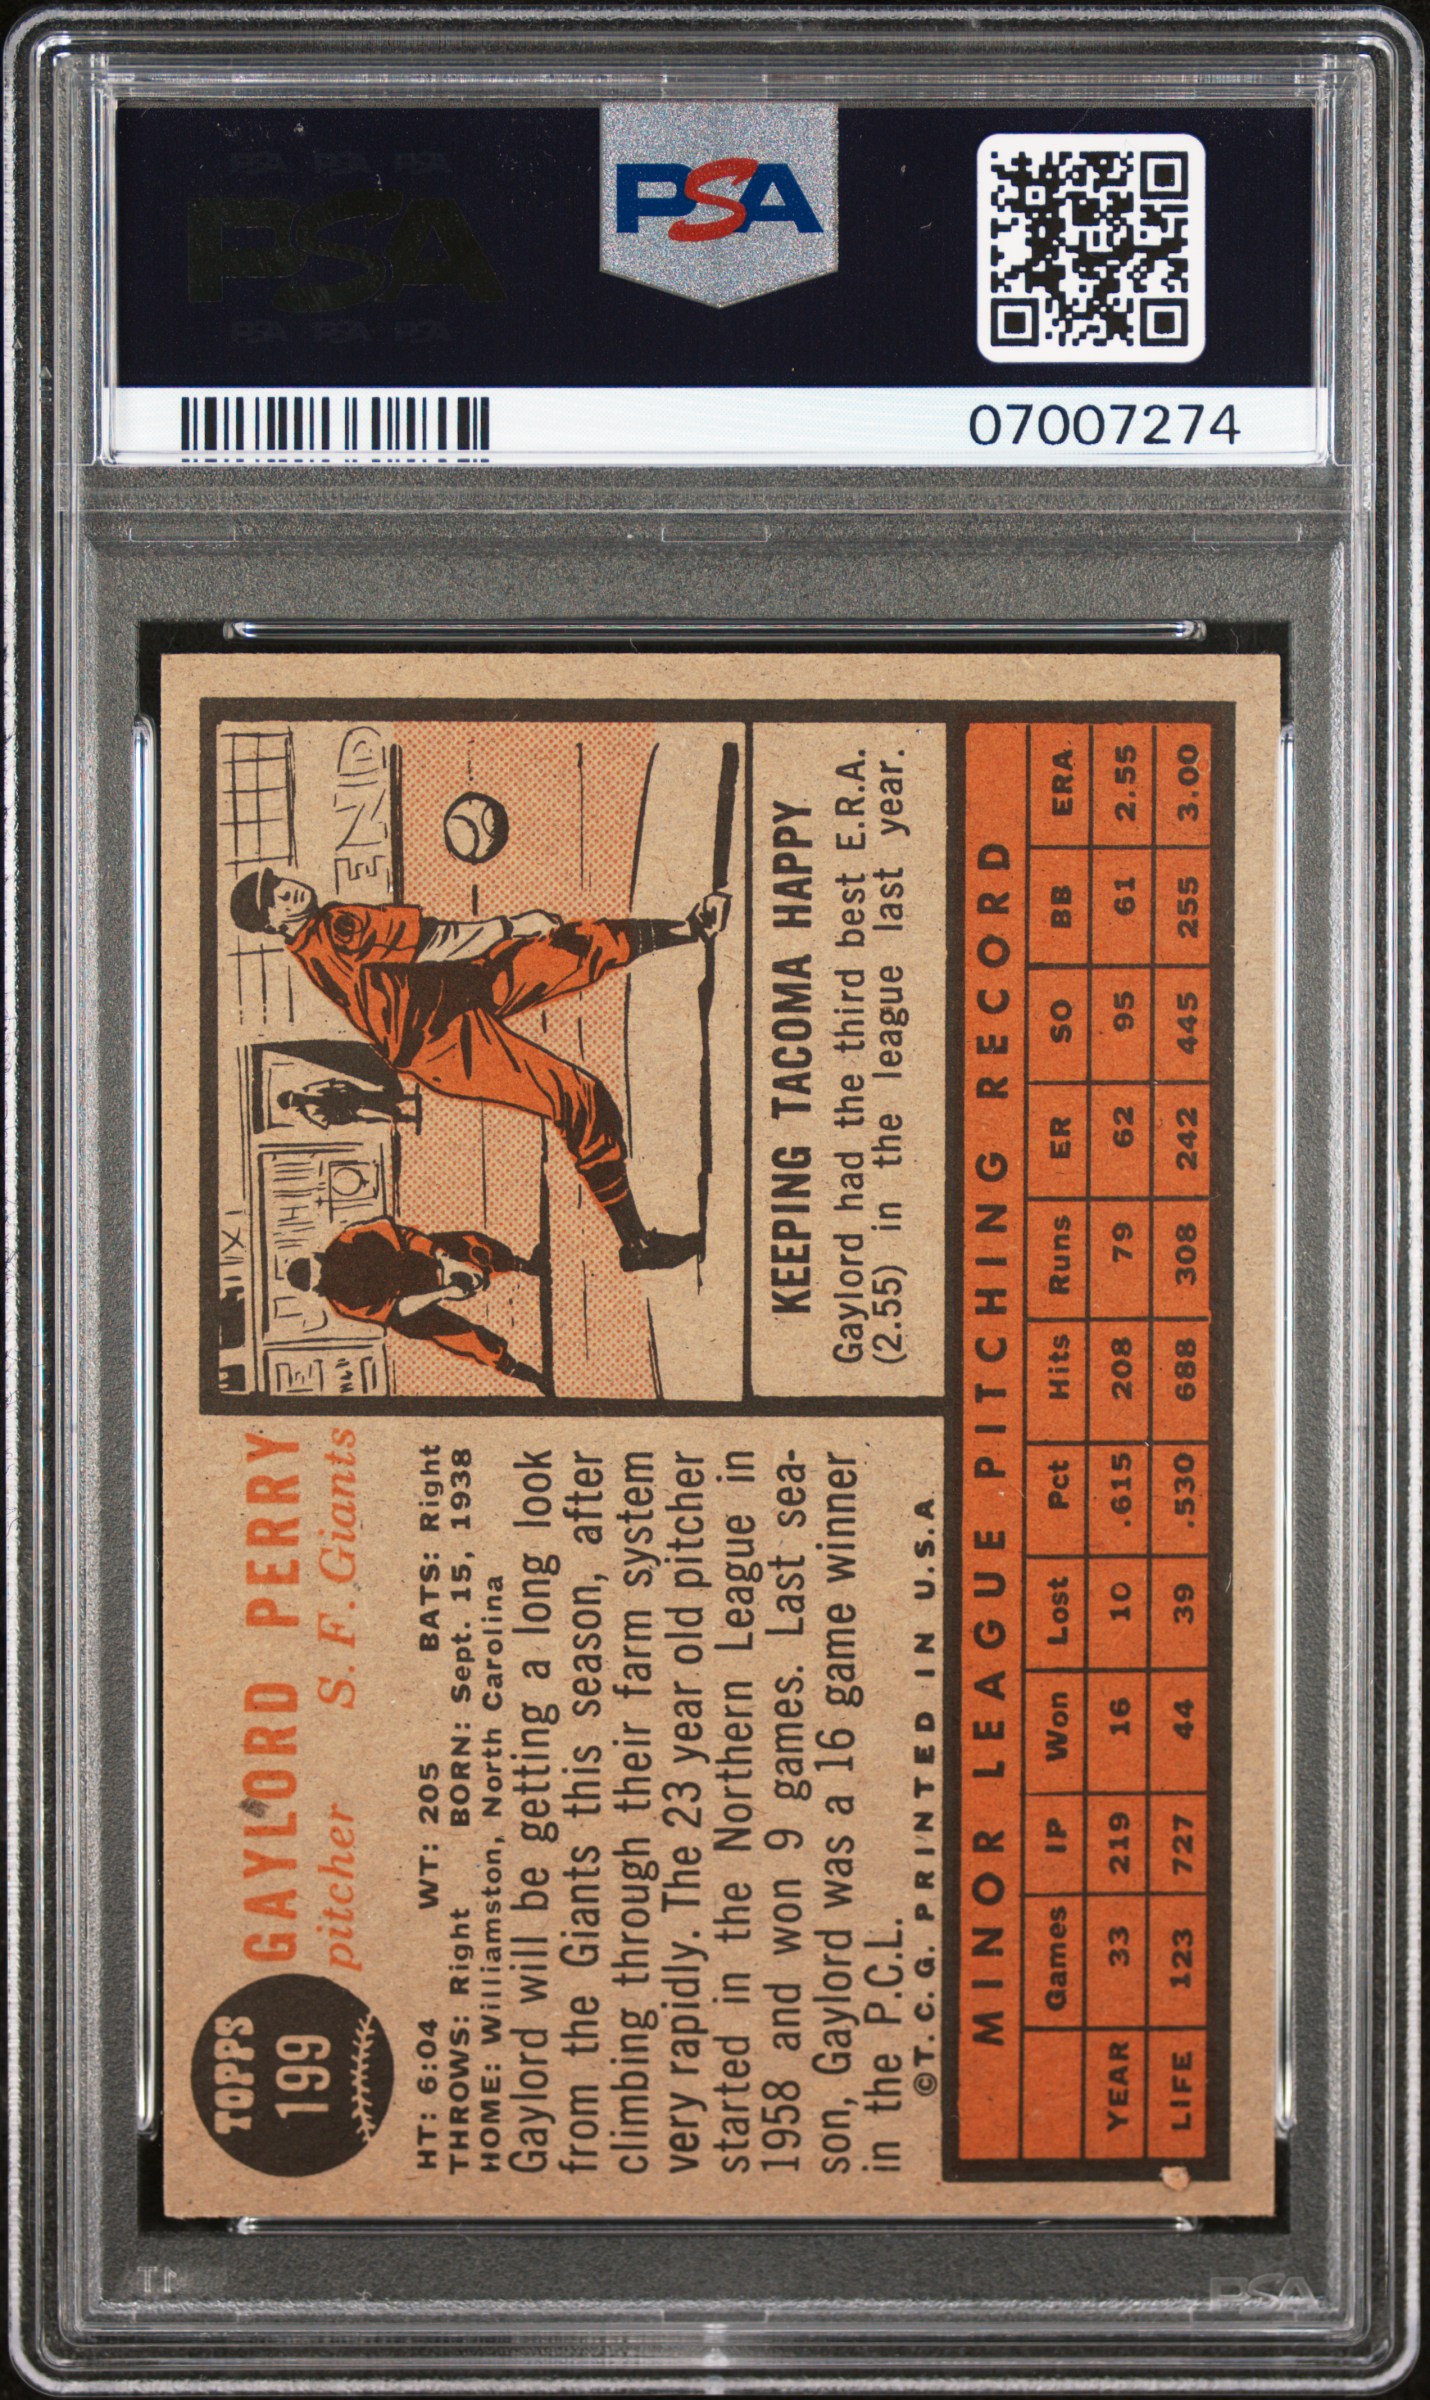 PSA
PSA
07007274
TOPPS
199
GAYLORD PERRY
pitcher S. F. Giants
HT: 6:04 WT: 205 BATS: Right
THROWS: Right BORN: Sept. 15, 1938
HOME: Williamston, North Carolina
Gaylord will be getting a long look
from the Giants this season, after
climbing through their farm system
very rapidly. The 23 year old pitcher
started in the Northern League in
1958 and won 9 games. Last sea-
son, Gaylord was a 16 game winner
in the P.C.L.
©T. C. G. PRINTED IN U.S.A
END
KEEPING TACOMA HAPPY
Gaylord had the third best E.R.A.
(2.55) in the league last year.
MINOR LEAGUE PITCHING RECORD
Games IP Won Lost Pct Hits Runs ER SO BB ERA
YEAR 33 219 16 10 .615 208 79 62 95 61 2.55
LIFE 123 727 44 39 .530 688 308 242 445 255 3.00
PSA